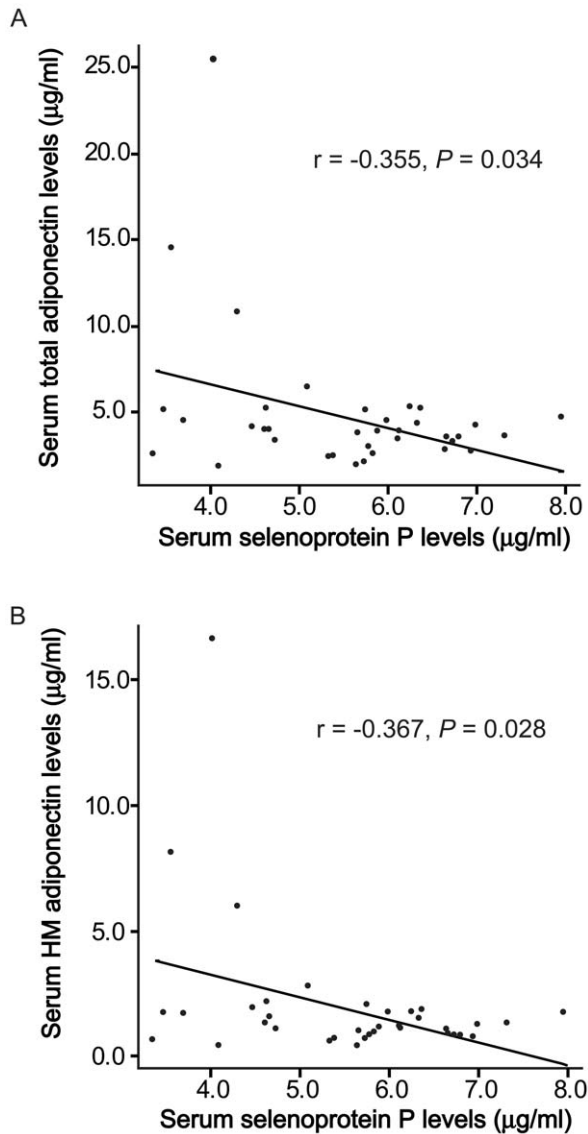 A
Serum total adiponectin levels (μg/ml)
25.0
20.0
15.0
10.0
5.0
r = -0.355, P = 0.034
4.0 5.0 6.0 7.0 8.0
Serum selenoprotein P levels (μg/ml)
B
Serum HM adiponectin levels (μg/ml)
15.0
10.0
5.0
0.0
r = -0.367, P = 0.028
4.0 5.0 6.0 7.0 8.0
Serum selenoprotein P levels (μg/ml)